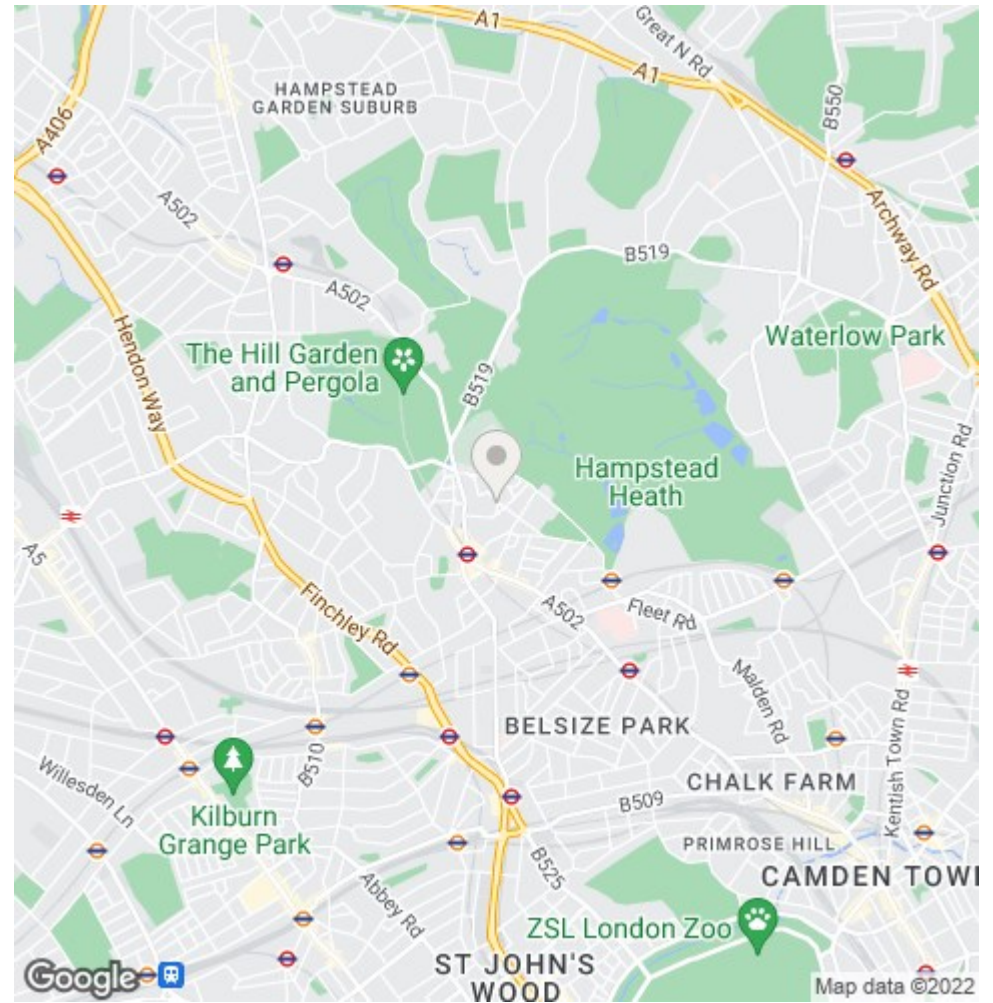 A1
Great N Rd
A1
HAMPSTEAD
GARDEN SUBURB
B550
A406
A502
Archway Rd
B519
A502
Hendon Way
The Hill Garden
and Pergola
B519
Waterlow Park
Hampstead
Heath
Junction Rd
A5
Finchley Rd
A502
Fleet Rd
Malden Rd
BELSIZE PARK
Kentish Town Rd
B510
Willesden Ln
CHALK FARM
B509
Kilburn
Grange Park
PRIMROSE HILL
B525
CAMDEN TOW
Abbey Rd
ZSL London Zoo
ST JOHN'S
WOOD
Google
Map data ©2022